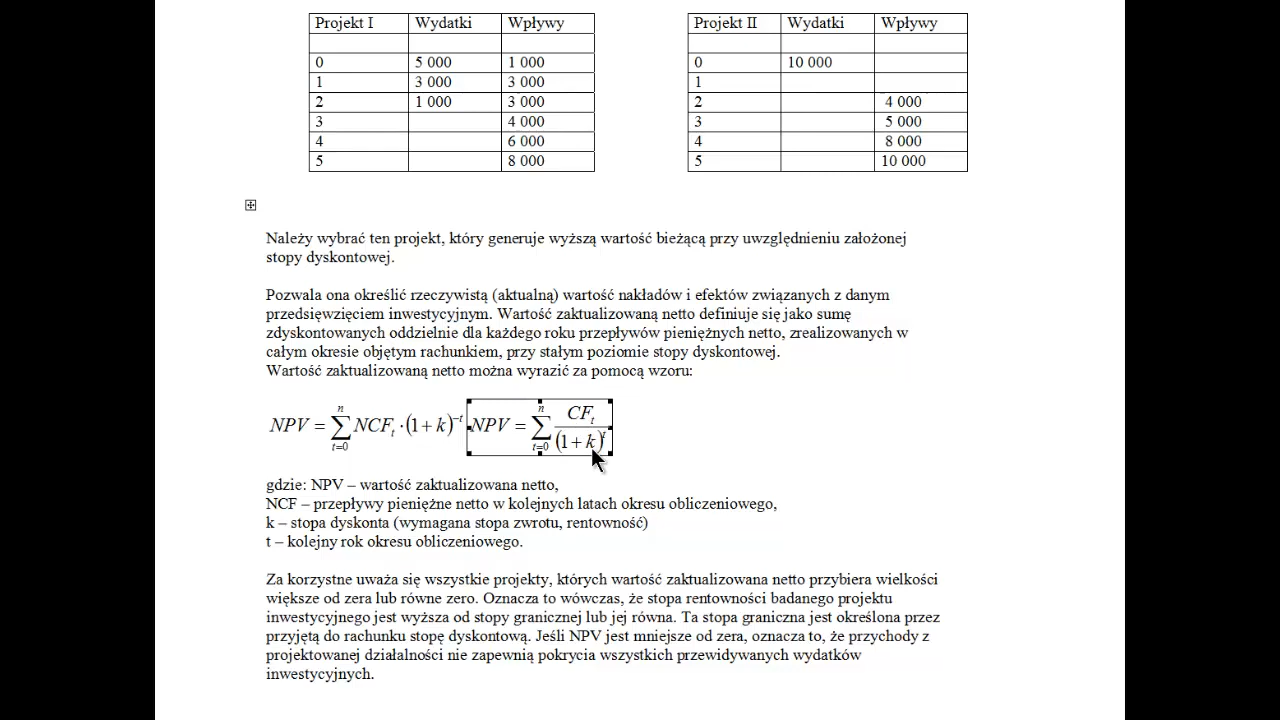 Projekt I Wydatki Wpływy
0 5 000 1 000
1 3 000 3 000
2 1 000 3 000
3 4 000
4 6 000
5 8 000
Projekt II Wydatki Wpływy
0 10 000
1
2 4 000
3 5 000
4 8 000
5 10 000
Należy wybrać ten projekt, który generuje wyższą wartość bieżącą przy uwzględnieniu założonej
stopy dyskontowej.
Pozwala ona określić rzeczywistą (aktualną) wartość nakładów i efektów związanych z danym
przedsięwzięciem inwestycyjnym. Wartość zaktualizowaną netto definiuje się jako sumę
zdyskontowanych oddzielnie dla każdego roku przepływów pieniężnych netto, zrealizowanych w
całym okresie objętym rachunkiem, przy stałym poziomie stopy dyskontowej.
Wartość zaktualizowaną netto można wyrazić za pomocą wzoru:
NPV = ∑_{t=0}^{n} NCF_t · (1 + k)^{−t} NPV = ∑_{t=0}^{n} CF_t / (1 + k)^t
gdzie: NPV – wartość zaktualizowana netto,
NCF – przepływy pieniężne netto w kolejnych latach okresu obliczeniowego,
k – stopa dyskonta (wymagana stopa zwrotu, rentowność)
t – kolejny rok okresu obliczeniowego.
Za korzystne uważa się wszystkie projekty, których wartość zaktualizowana netto przybiera wielkości
większe od zera lub równe zero. Oznacza to wówczas, że stopa rentowności badanego projektu
inwestycyjnego jest wyższa od stopy granicznej lub jej równa. Ta stopa graniczna jest określona przez
przyjętą do rachunku stopę dyskontową. Jeśli NPV jest mniejsze od zera, oznacza to, że przychody z
projektowanej działalności nie zapewnią pokrycia wszystkich przewidywanych wydatków
inwestycyjnych.